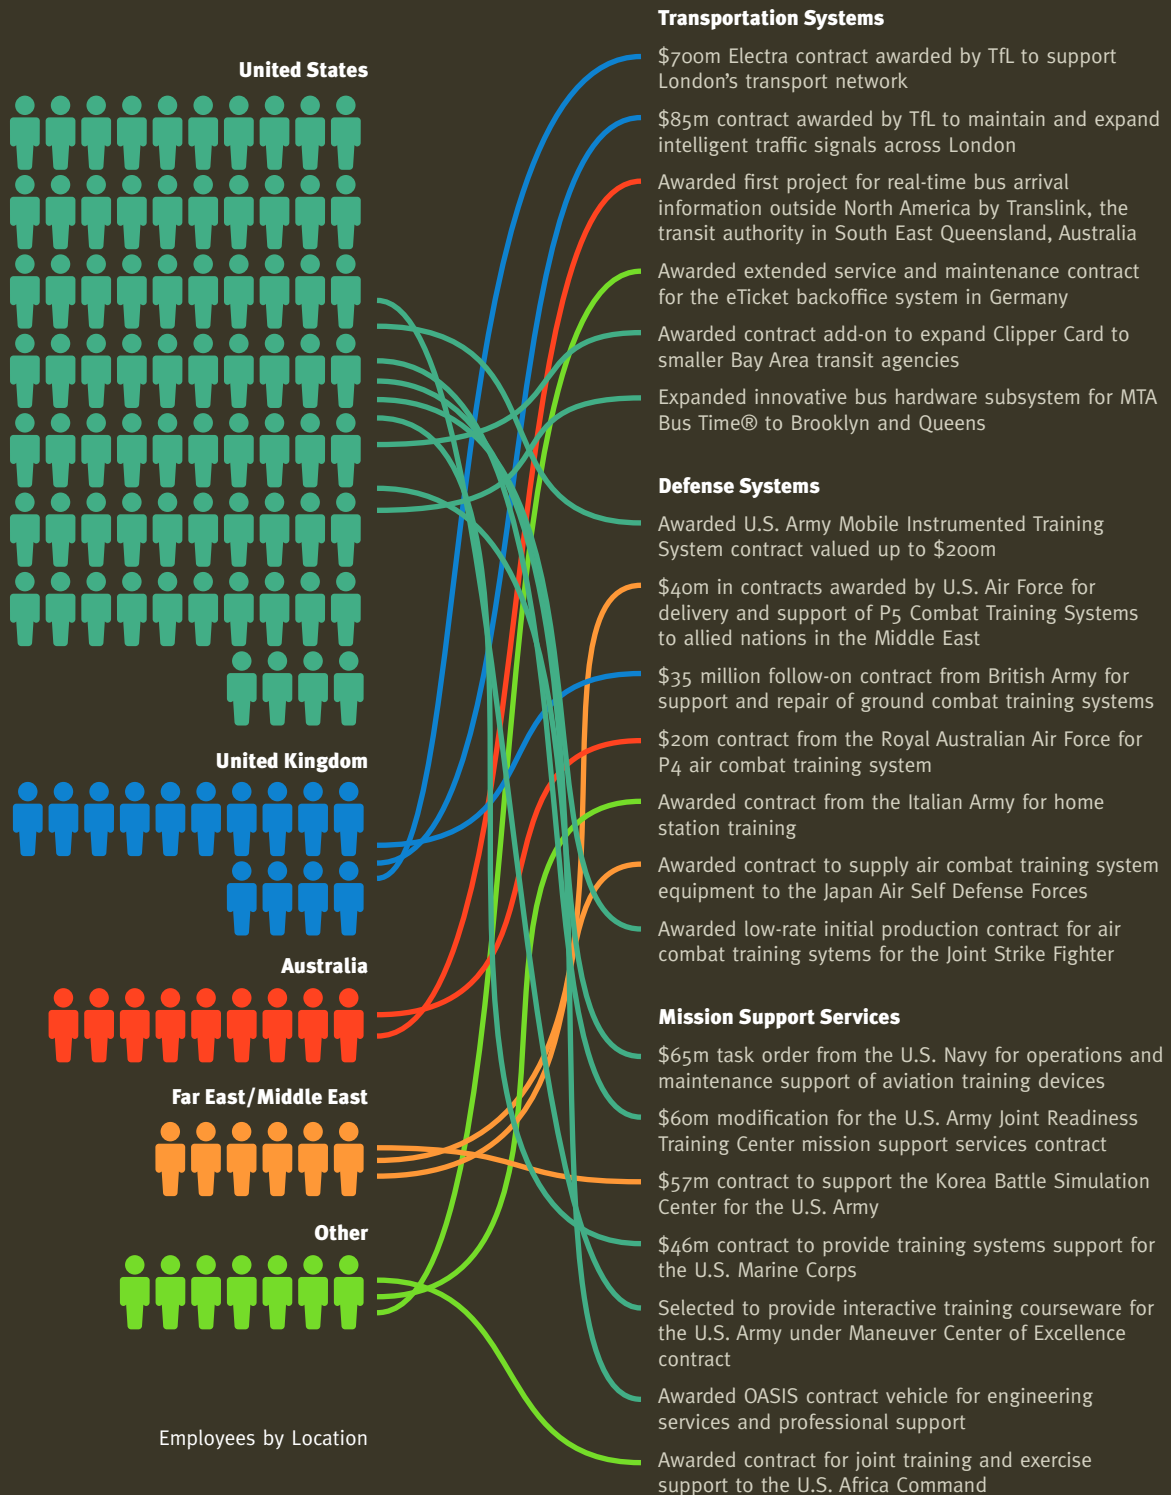 United States
United Kingdom
Australia
Far East/Middle East
Other
Employees by Location
Transportation Systems
$700m Electra contract awarded by TfL to support
London's transport network
$85m contract awarded by TfL to maintain and expand
intelligent traffic signals across London
Awarded first project for real-time bus arrival
information outside North America by Translink, the
transit authority in South East Queensland, Australia
Awarded extended service and maintenance contract
for the eTicket backoffice system in Germany
Awarded contract add-on to expand Clipper Card to
smaller Bay Area transit agencies
Expanded innovative bus hardware subsystem for MTA
Bus Time® to Brooklyn and Queens
Defense Systems
Awarded U.S. Army Mobile Instrumented Training
System contract valued up to $200m
$40m in contracts awarded by U.S. Air Force for
delivery and support of P5 Combat Training Systems
to allied nations in the Middle East
$35 million follow-on contract from British Army for
support and repair of ground combat training systems
$20m contract from the Royal Australian Air Force for
P4 air combat training system
Awarded contract from the Italian Army for home
station training
Awarded contract to supply air combat training system
equipment to the Japan Air Self Defense Forces
Awarded low-rate initial production contract for air
combat training sytems for the Joint Strike Fighter
Mission Support Services
$65m task order from the U.S. Navy for operations and
maintenance support of aviation training devices
$60m modification for the U.S. Army Joint Readiness
Training Center mission support services contract
$57m contract to support the Korea Battle Simulation
Center for the U.S. Army
$46m contract to provide training systems support for
the U.S. Marine Corps
Selected to provide interactive training courseware for
the U.S. Army under Maneuver Center of Excellence
contract
Awarded OASIS contract vehicle for engineering
services and professional support
Awarded contract for joint training and exercise
support to the U.S. Africa Command